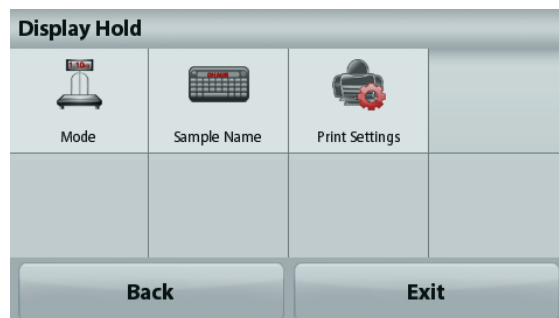 Display Hold
Mode
Sample Name
Print Settings
Back
Exit